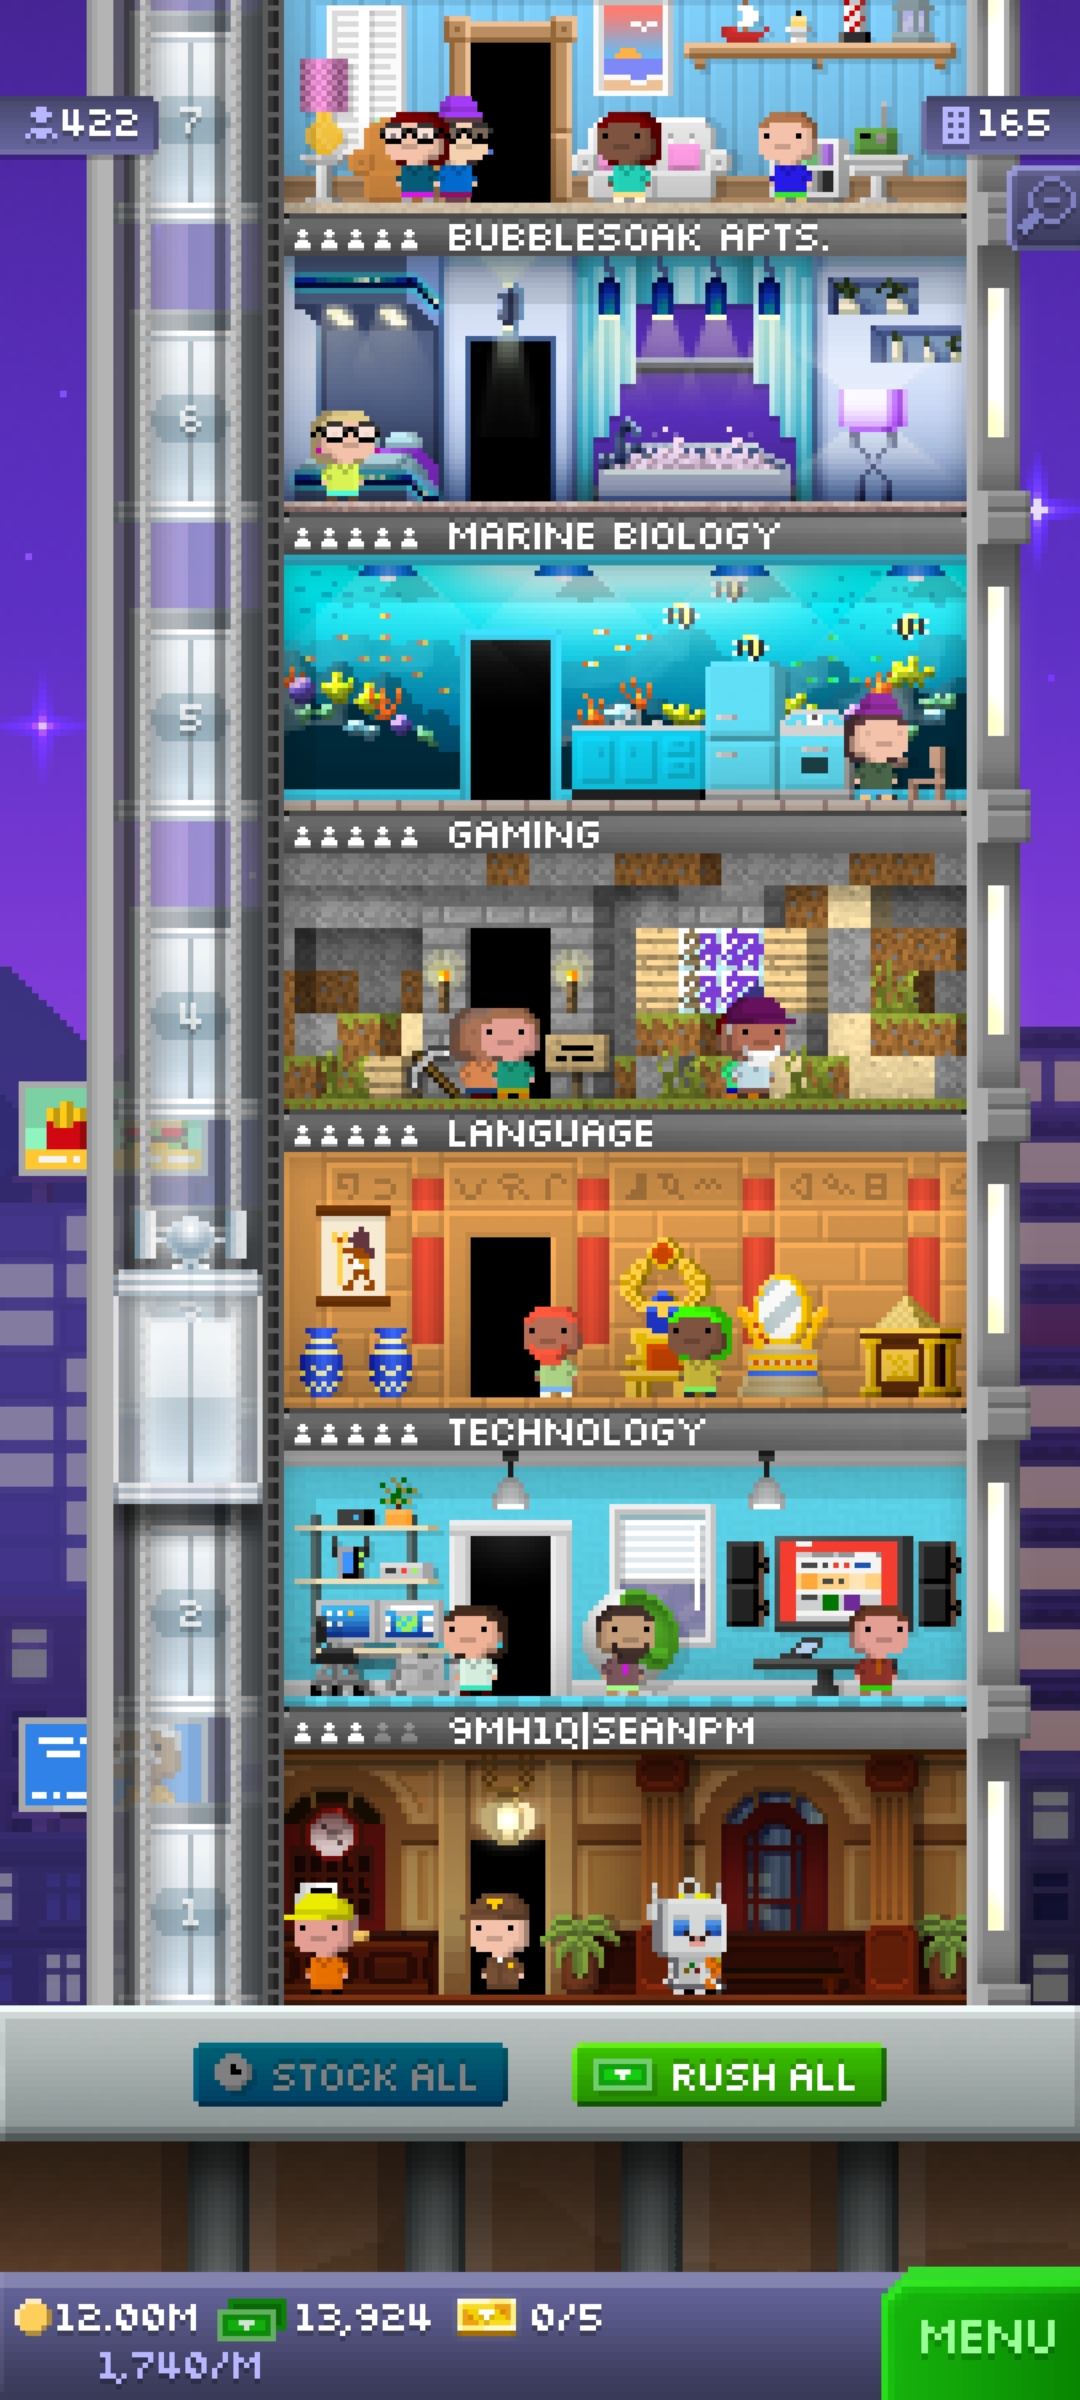 422
7
165
BUBBLESOAK APTS.
6
MARINE BIOLOGY
5
GAMING
4
LANGUAGE
TECHNOLOGY
2
9MH1Q|SEANPM
1
STOCK ALL
RUSH ALL
12.00M
13,924
0/5
1,740/M
MENU